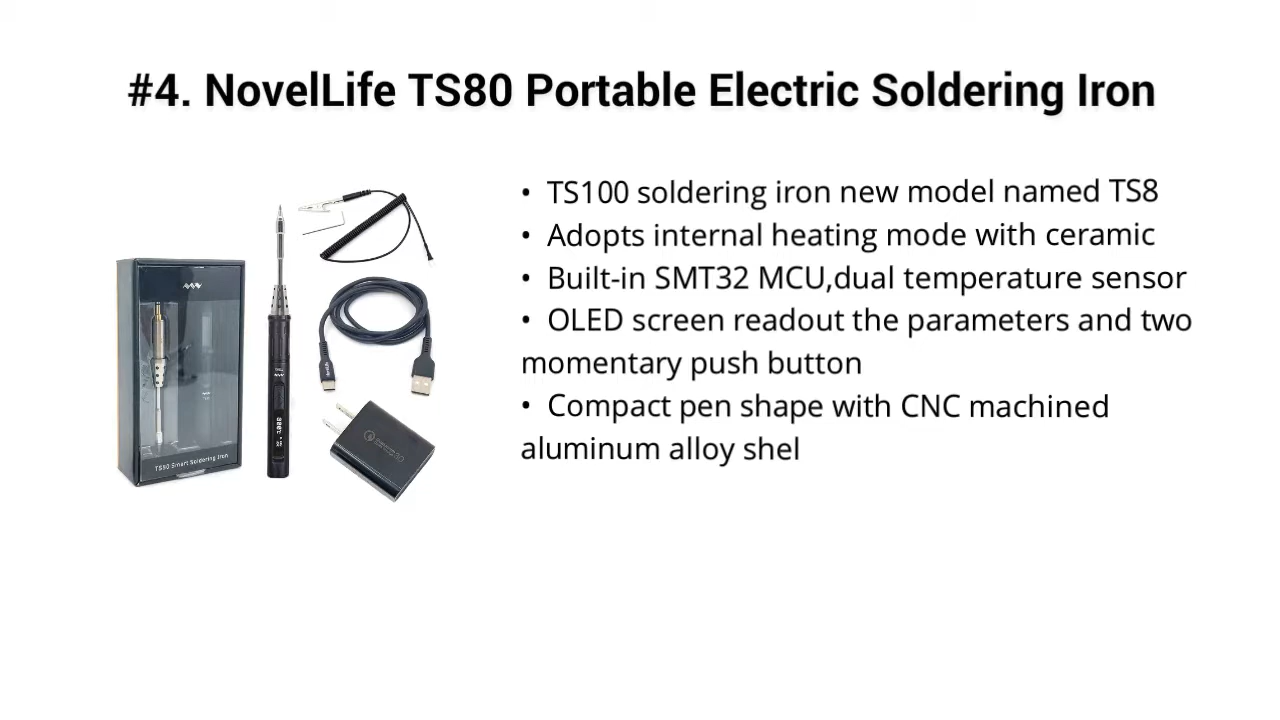 #4. NovelLife TS80 Portable Electric Soldering Iron
• TS100 soldering iron new model named TS8
• Adopts internal heating mode with ceramic
• Built-in SMT32 MCU,dual temperature sensor
• OLED screen readout the parameters and two
momentary push button
• Compact pen shape with CNC machined
aluminum alloy shel
TS80 Smart Soldering Iron